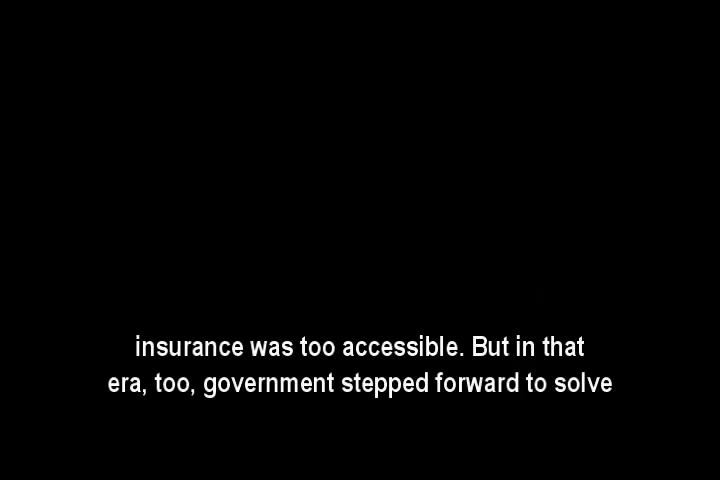 insurance was too accessible. But in that
era, too, government stepped forward to solve